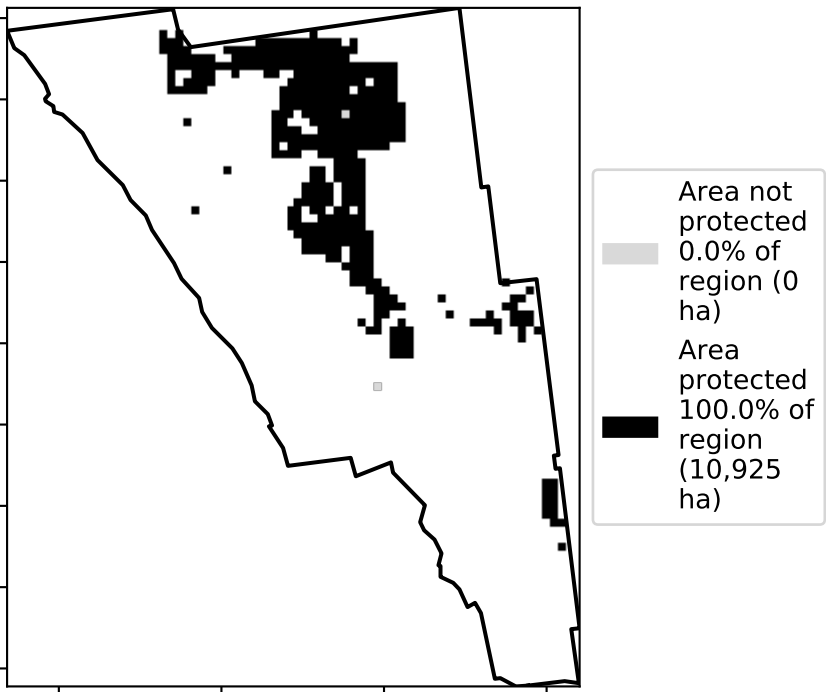 Area not
protected
0.0% of
region (0
ha)
Area
protected
100.0% of
region
(10,925
ha)